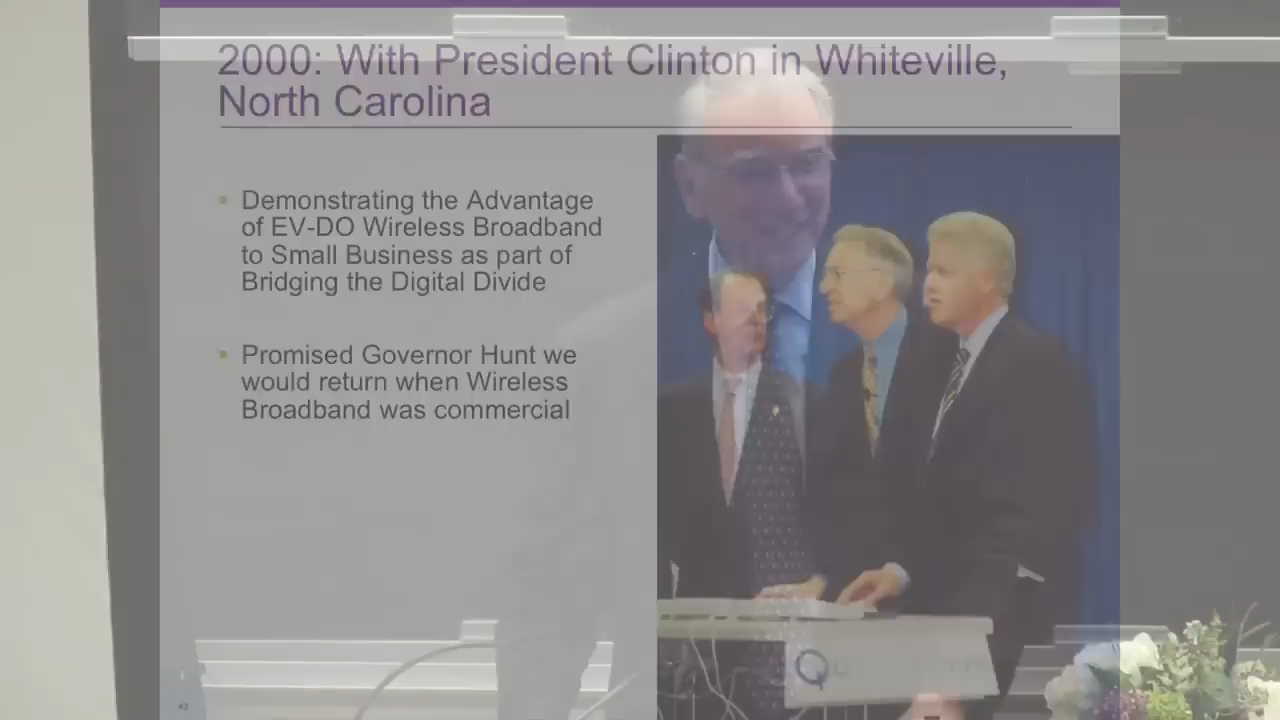 2000: With President Clinton in Whiteville,
North Carolina
Demonstrating the Advantage
of EV-DO Wireless Broadband
to Small Business as part of
Bridging the Digital Divide
Promised Governor Hunt we
would return when Wireless
Broadband was commercial
43